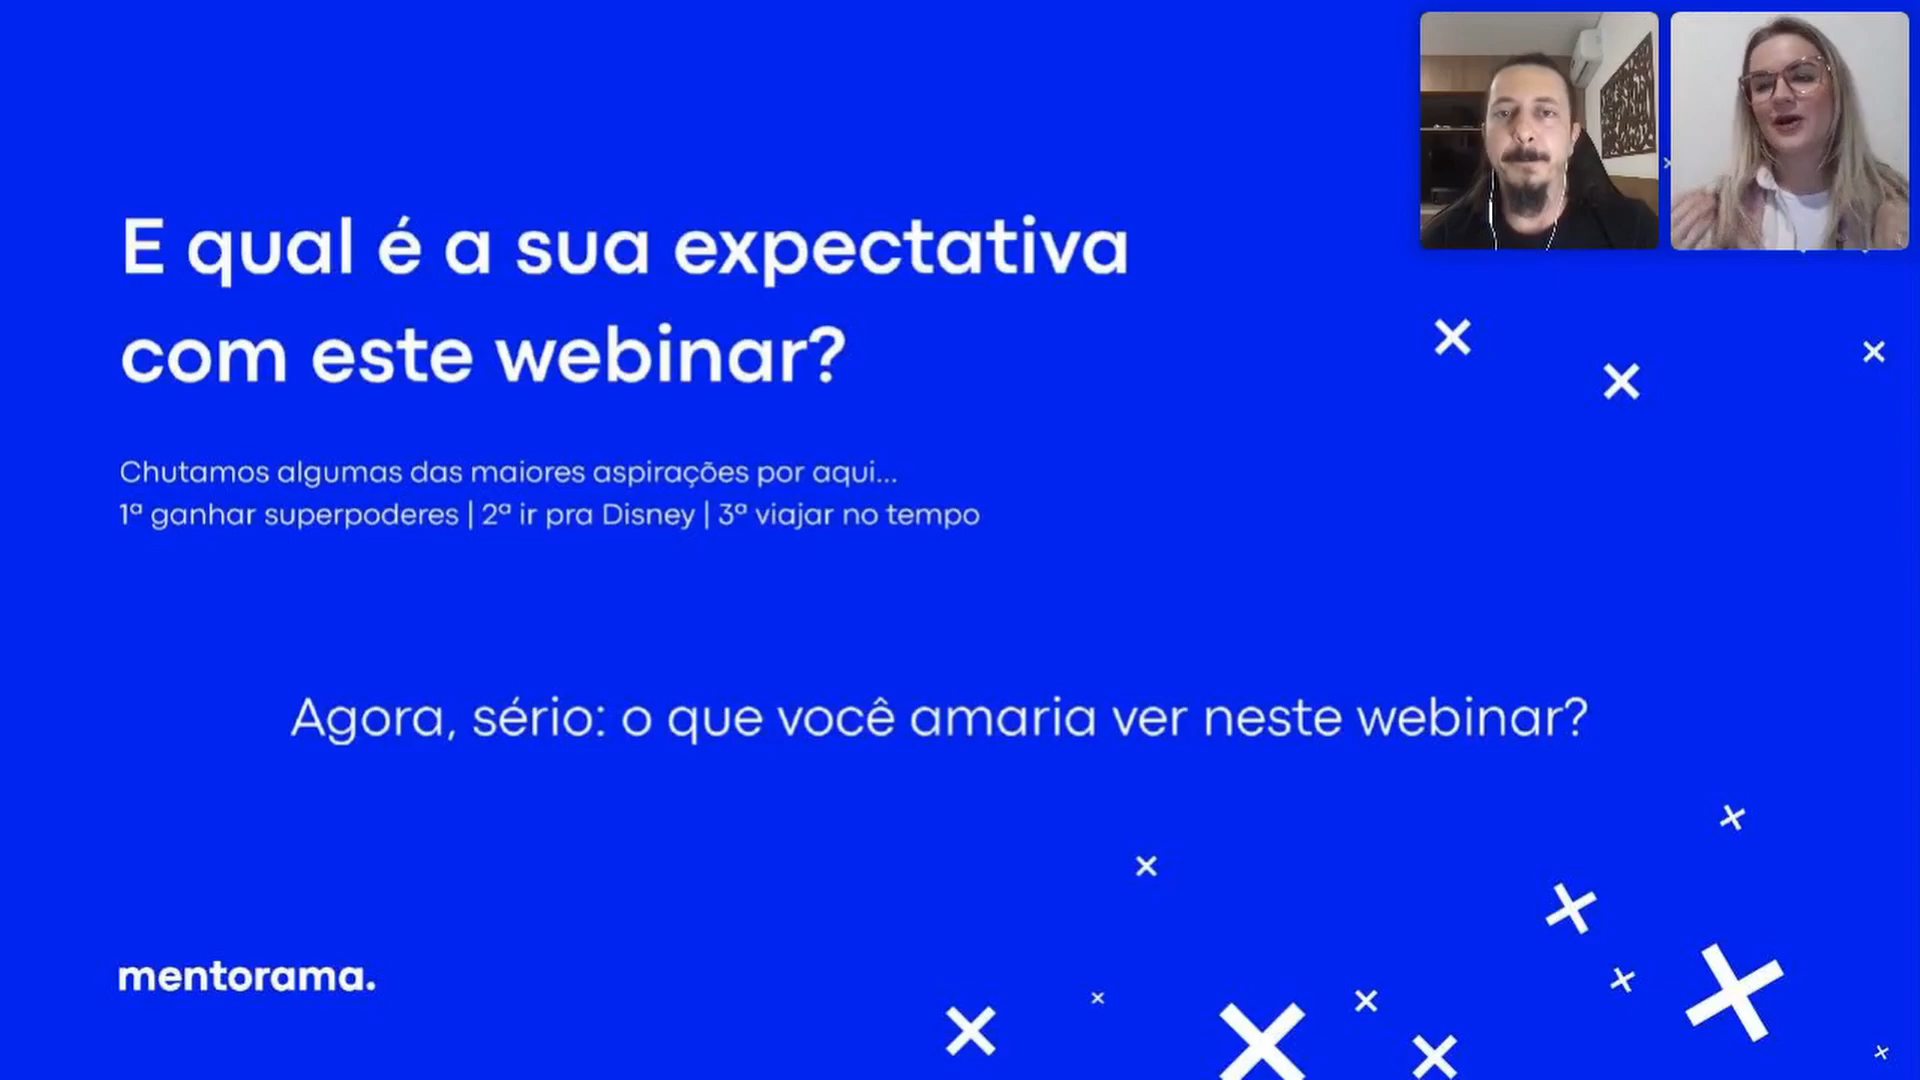 E qual é a sua expectativa
com este webinar?
Chutamos algumas das maiores aspirações por aqui...
1ª ganhar superpoderes | 2ª ir pra Disney | 3ª viajar no tempo
Agora, sério: o que você amaria ver neste webinar?
mentorama.